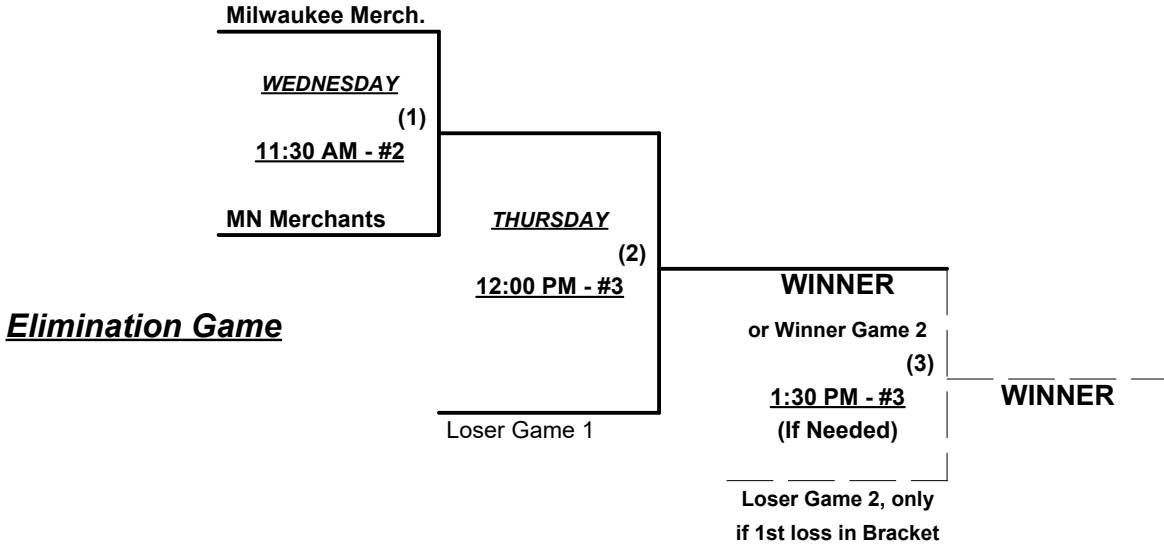 Milwaukee Merch.
WEDNESDAY
(1)
11:30 AM - #2
MN Merchants
THURSDAY
(2)
12:00 PM - #3
WINNER
Elimination Game
or Winner Game 2
(3)
1:30 PM - #3
WINNER
(If Needed)
Loser Game 1
Loser Game 2, only
if 1st loss in Bracket